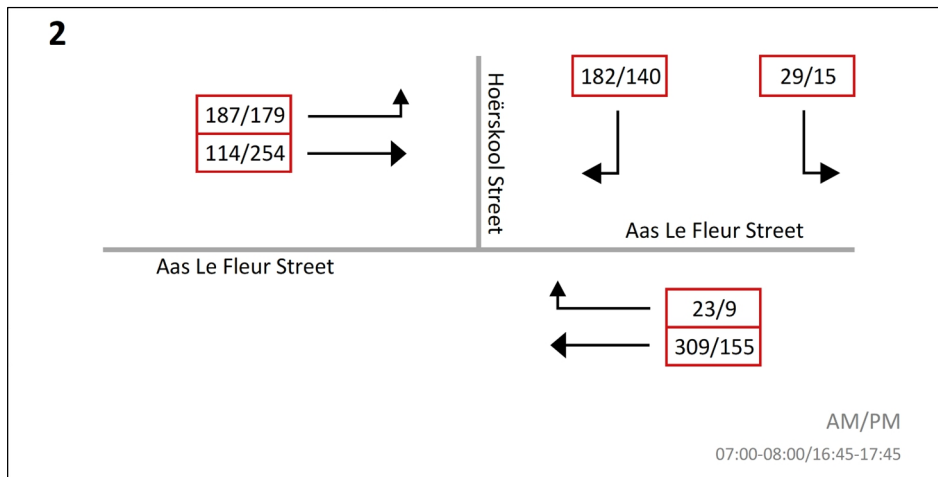 2
187/179
114/254
Hoërskool Street
182/140
29/15
Aas Le Fleur Street
Aas Le Fleur Street
23/9
309/155
AM/PM
07:00-08:00/16:45-17:45